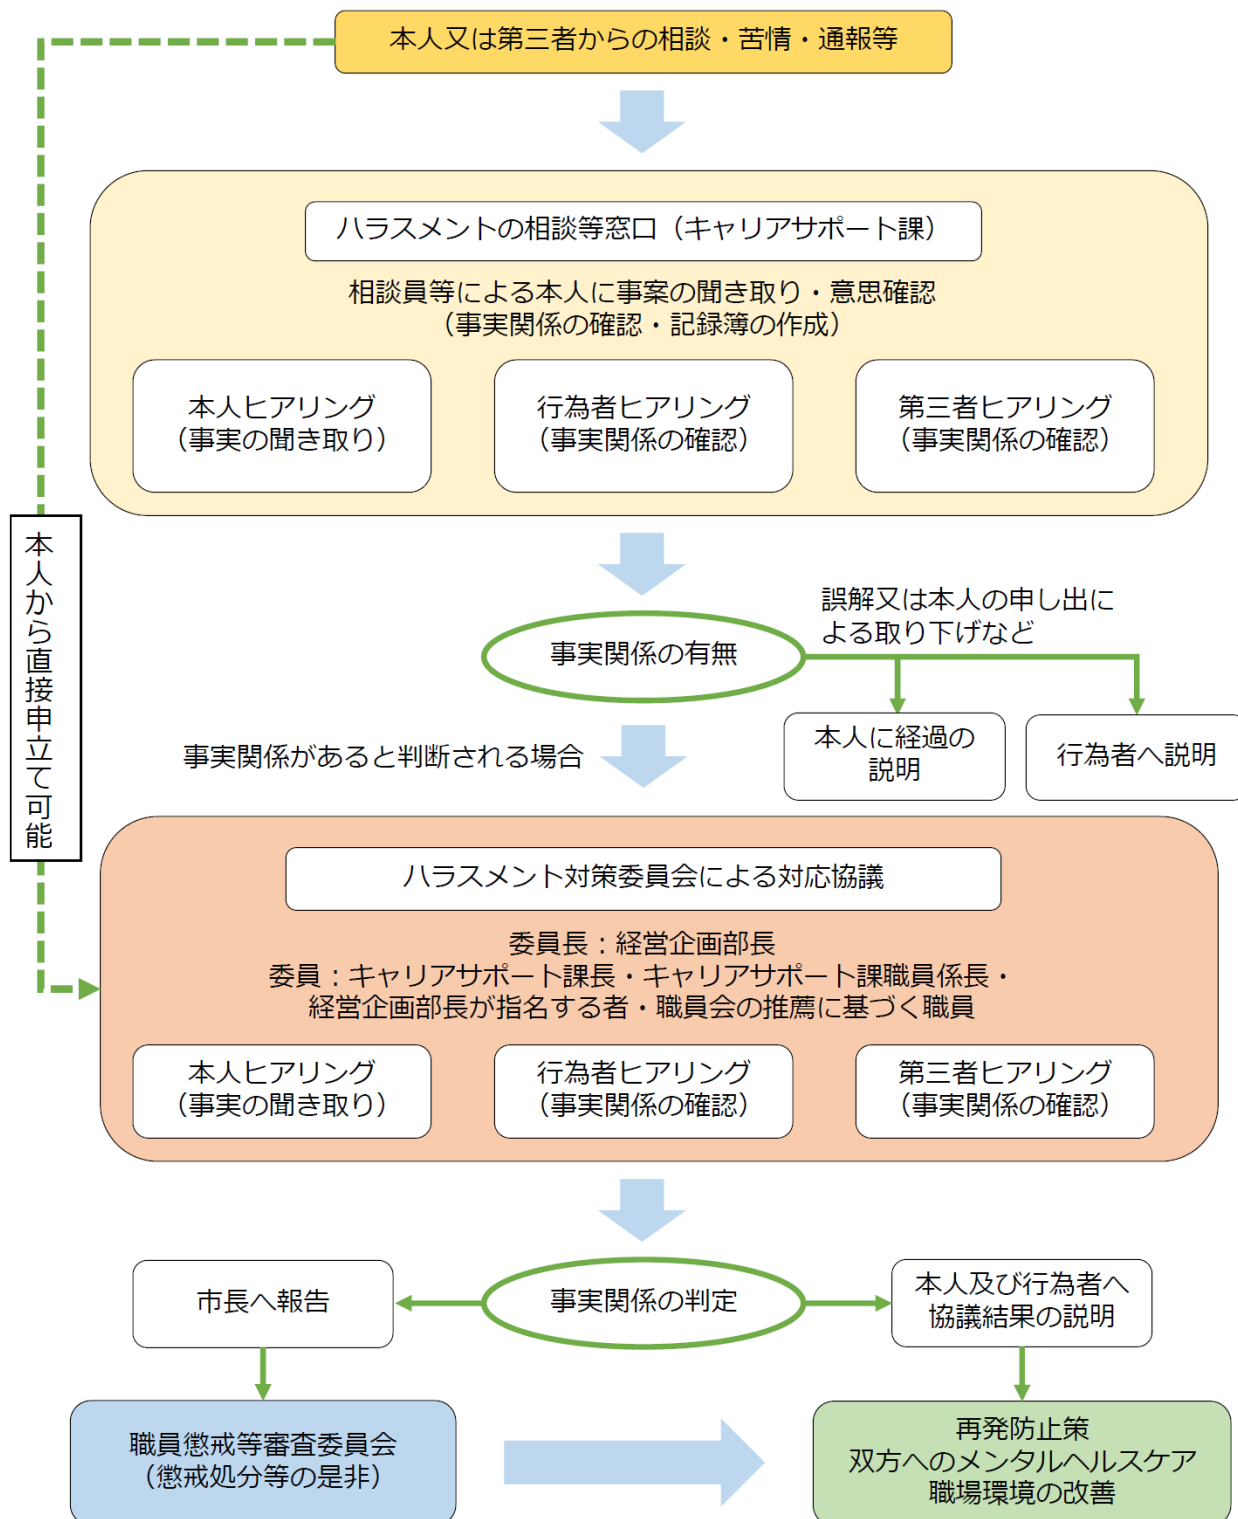 本人又は第三者からの相談・苦情・通報等
ハラスメントの相談等窓口（キャリアサポート課）
相談員等による本人に事案の聞き取り・意思確認
（事実関係の確認・記録簿の作成）
本人ヒアリング
（事実の聞き取り）
行為者ヒアリング
（事実関係の確認）
第三者ヒアリング
（事実関係の確認）
本人から直接申立て可能
事実関係の有無
誤解又は本人の申し出に
よる取り下げなど
本人に経過の
説明
行為者へ説明
事実関係があると判断される場合
ハラスメント対策委員会による対応協議
委員長：経営企画部長
委員：キャリアサポート課長・キャリアサポート課職員係長・
経営企画部長が指名する者・職員会の推薦に基づく職員
本人ヒアリング
（事実の聞き取り）
行為者ヒアリング
（事実関係の確認）
第三者ヒアリング
（事実関係の確認）
市長へ報告
事実関係の判定
本人及び行為者へ
協議結果の説明
職員懲戒等審査委員会
（懲戒処分等の是非）
再発防止策
双方へのメンタルヘルスケア
職場環境の改善